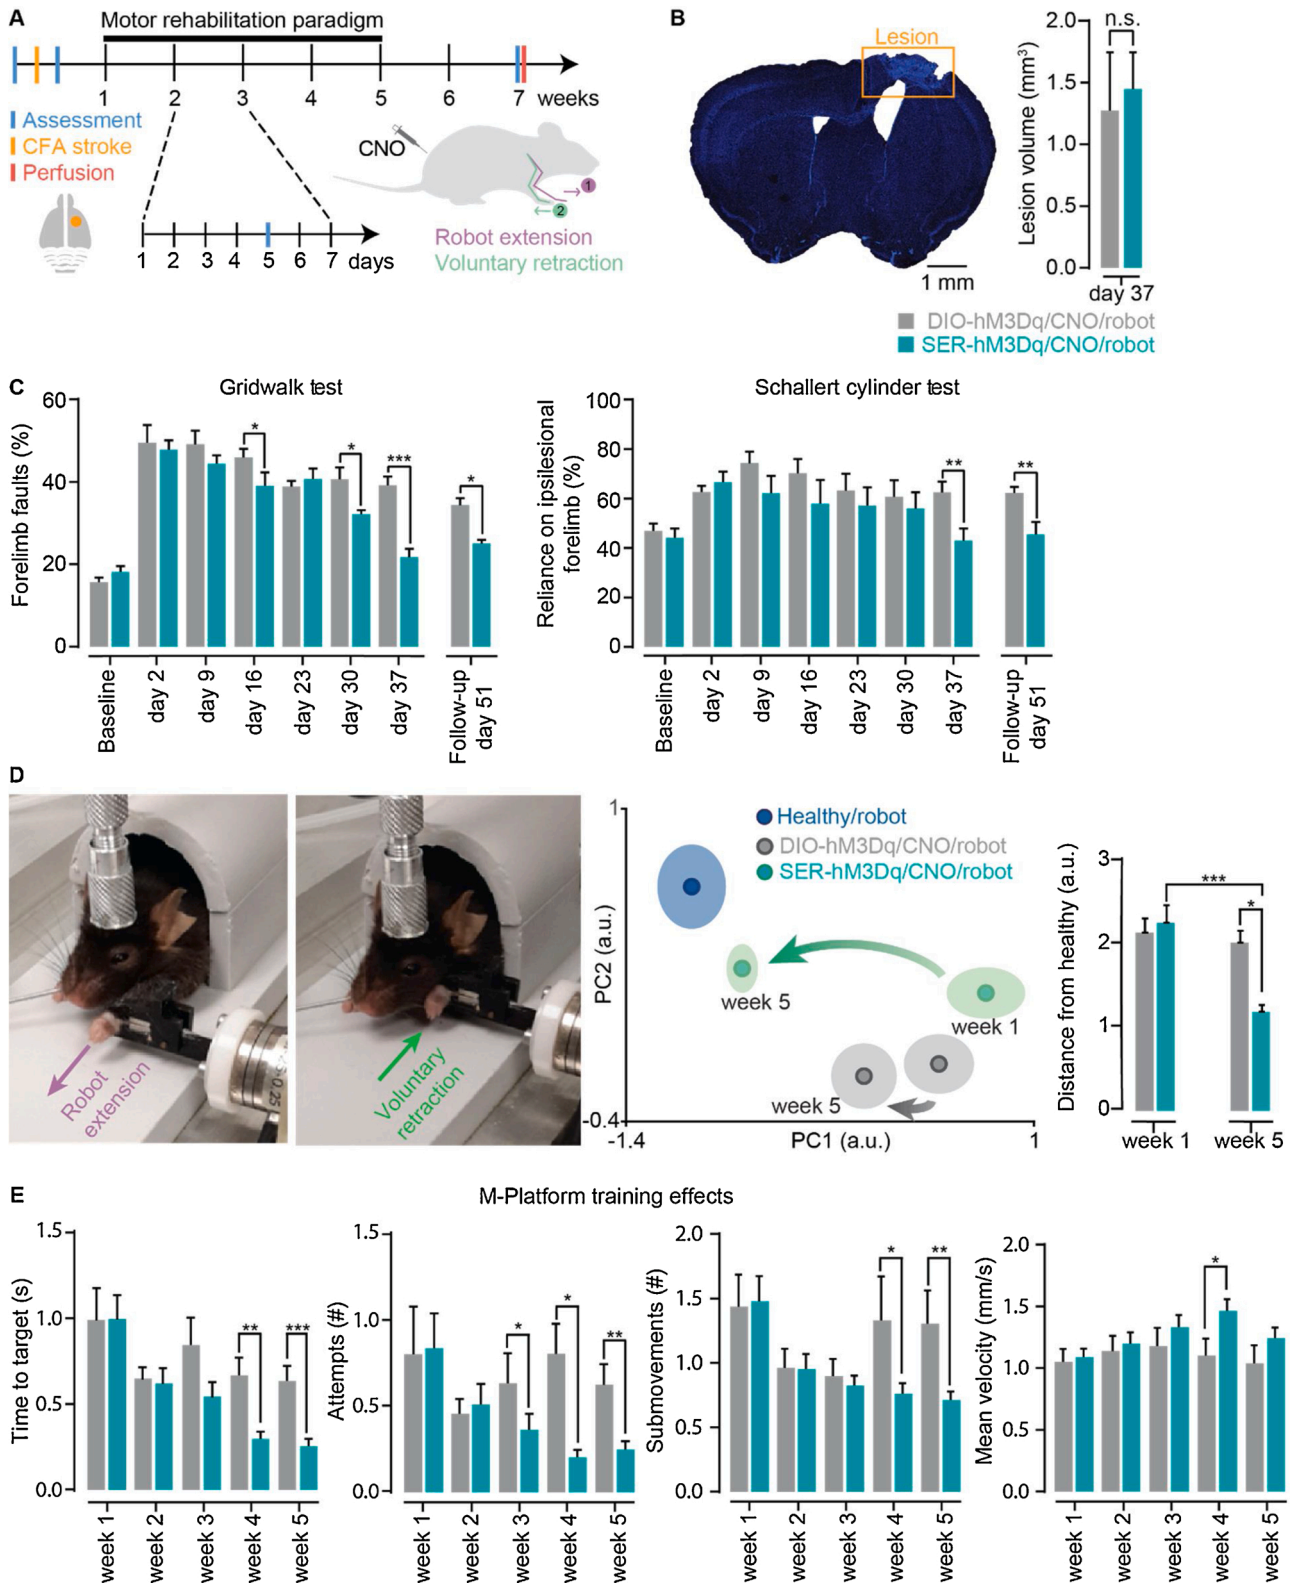 A
Motor rehabilitation paradigm
1 2 3 4 5 6 7 weeks
Assessment
CFA stroke
Perfusion
CNO
1
2
Robot extension
Voluntary retraction
1 2 3 4 5 6 7 days
B
Lesion
1 mm
Lesion volume (mm³)
2.0
1.5
1.0
0.5
0.0
n.s.
day 37
DIO-hM3Dq/CNO/robot
SER-hM3Dq/CNO/robot
C
Gridwalk test
Forelimb faults (%)
60
40
20
0
*
*
***
*
Baseline
day 2
day 9
day 16
day 23
day 30
day 37
Follow-up
day 51
Schallert cylinder test
Reliance on ipsilesional
forelimb (%)
100
80
60
40
20
0
**
**
Baseline
day 2
day 9
day 16
day 23
day 30
day 37
Follow-up
day 51
D
Robot
extension
Voluntary
retraction
PC2 (a.u.)
1
-0.4
-1.4
PC1 (a.u.)
1
Healthy/robot
DIO-hM3Dq/CNO/robot
SER-hM3Dq/CNO/robot
week 5
week 1
week 5
Distance from healthy (a.u.)
3
2
1
0
***
*
week 1
week 5
E
M-Platform training effects
Time to target (s)
1.5
1.0
0.5
0.0
**
***
week 1
week 2
week 3
week 4
week 5
Attempts (#)
1.5
1.0
0.5
0.0
*
*
**
week 1
week 2
week 3
week 4
week 5
Submovements (#)
2.0
1.5
1.0
0.5
0.0
*
**
week 1
week 2
week 3
week 4
week 5
Mean velocity (mm/s)
2.0
1.5
1.0
0.5
0.0
*
week 1
week 2
week 3
week 4
week 5